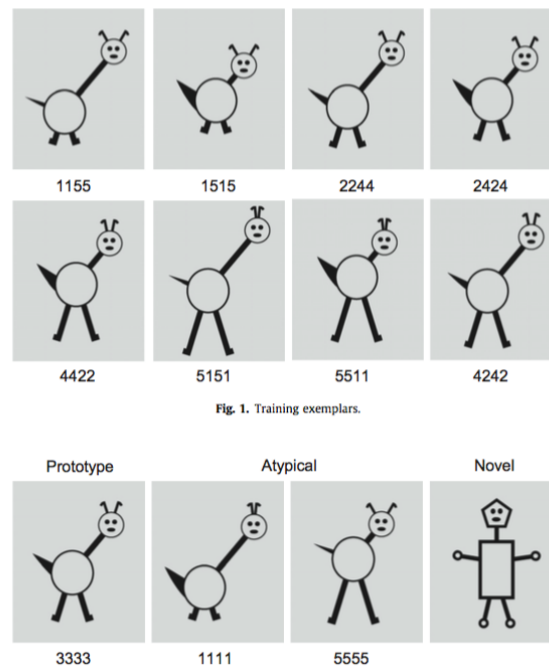 1155 1515 2244 2424
4422 5151 5511 4242
Fig. 1. Training exemplars.
Prototype Atypical Novel
3333 1111 5555